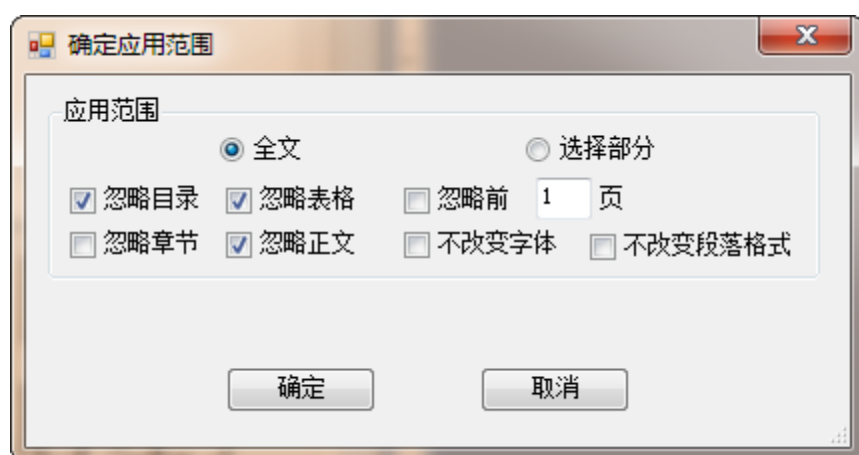 确定应用范围
应用范围
全文 选择部分
忽略目录 忽略表格 忽略前 1 页
忽略章节 忽略正文 不改变字体 不改变段落格式
确定 取消